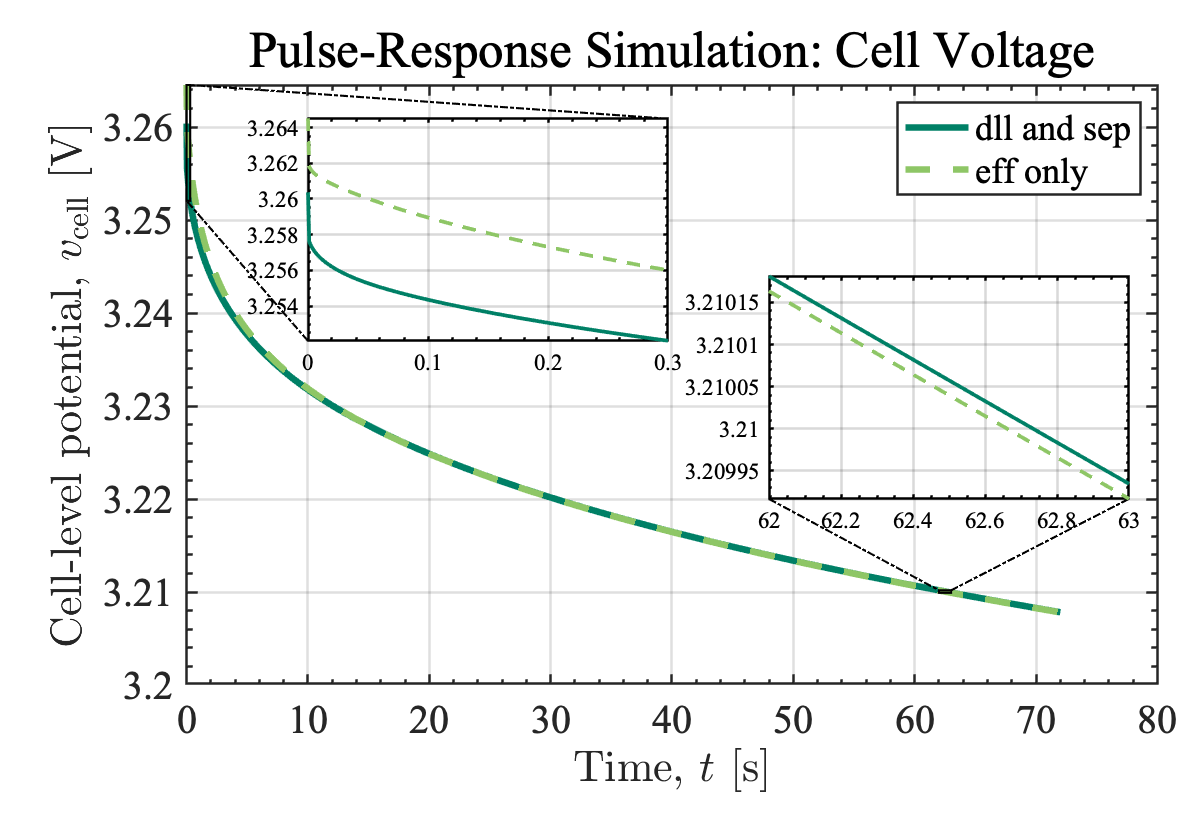 Pulse-Response Simulation: Cell Voltage
Cell-level potential, v_cell [V]
3.26
3.25
3.24
3.23
3.22
3.21
3.2
0 10 20 30 40 50 60 70 80
Time, t [s]
dll and sep
eff only
3.264
3.262
3.26
3.258
3.256
3.254
0 0.1 0.2 0.3
3.21015
3.2101
3.21005
3.21
3.20995
62 62.2 62.4 62.6 62.8 63